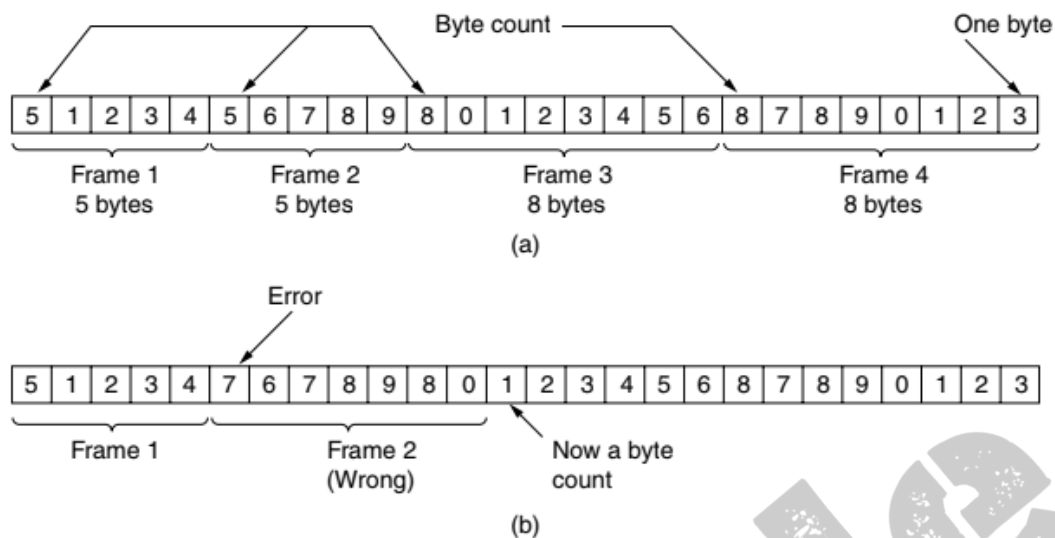 Byte count One byte
5 1 2 3 4 5 6 7 8 9 8 0 1 2 3 4 5 6 8 7 8 9 0 1 2 3
Frame 1 Frame 2 Frame 3 Frame 4
5 bytes 5 bytes 8 bytes 8 bytes
(a)
Error
5 1 2 3 4 7 6 7 8 9 8 0 1 2 3 4 5 6 8 7 8 9 0 1 2 3
Frame 1 Frame 2 Now a byte
(Wrong) count
(b)